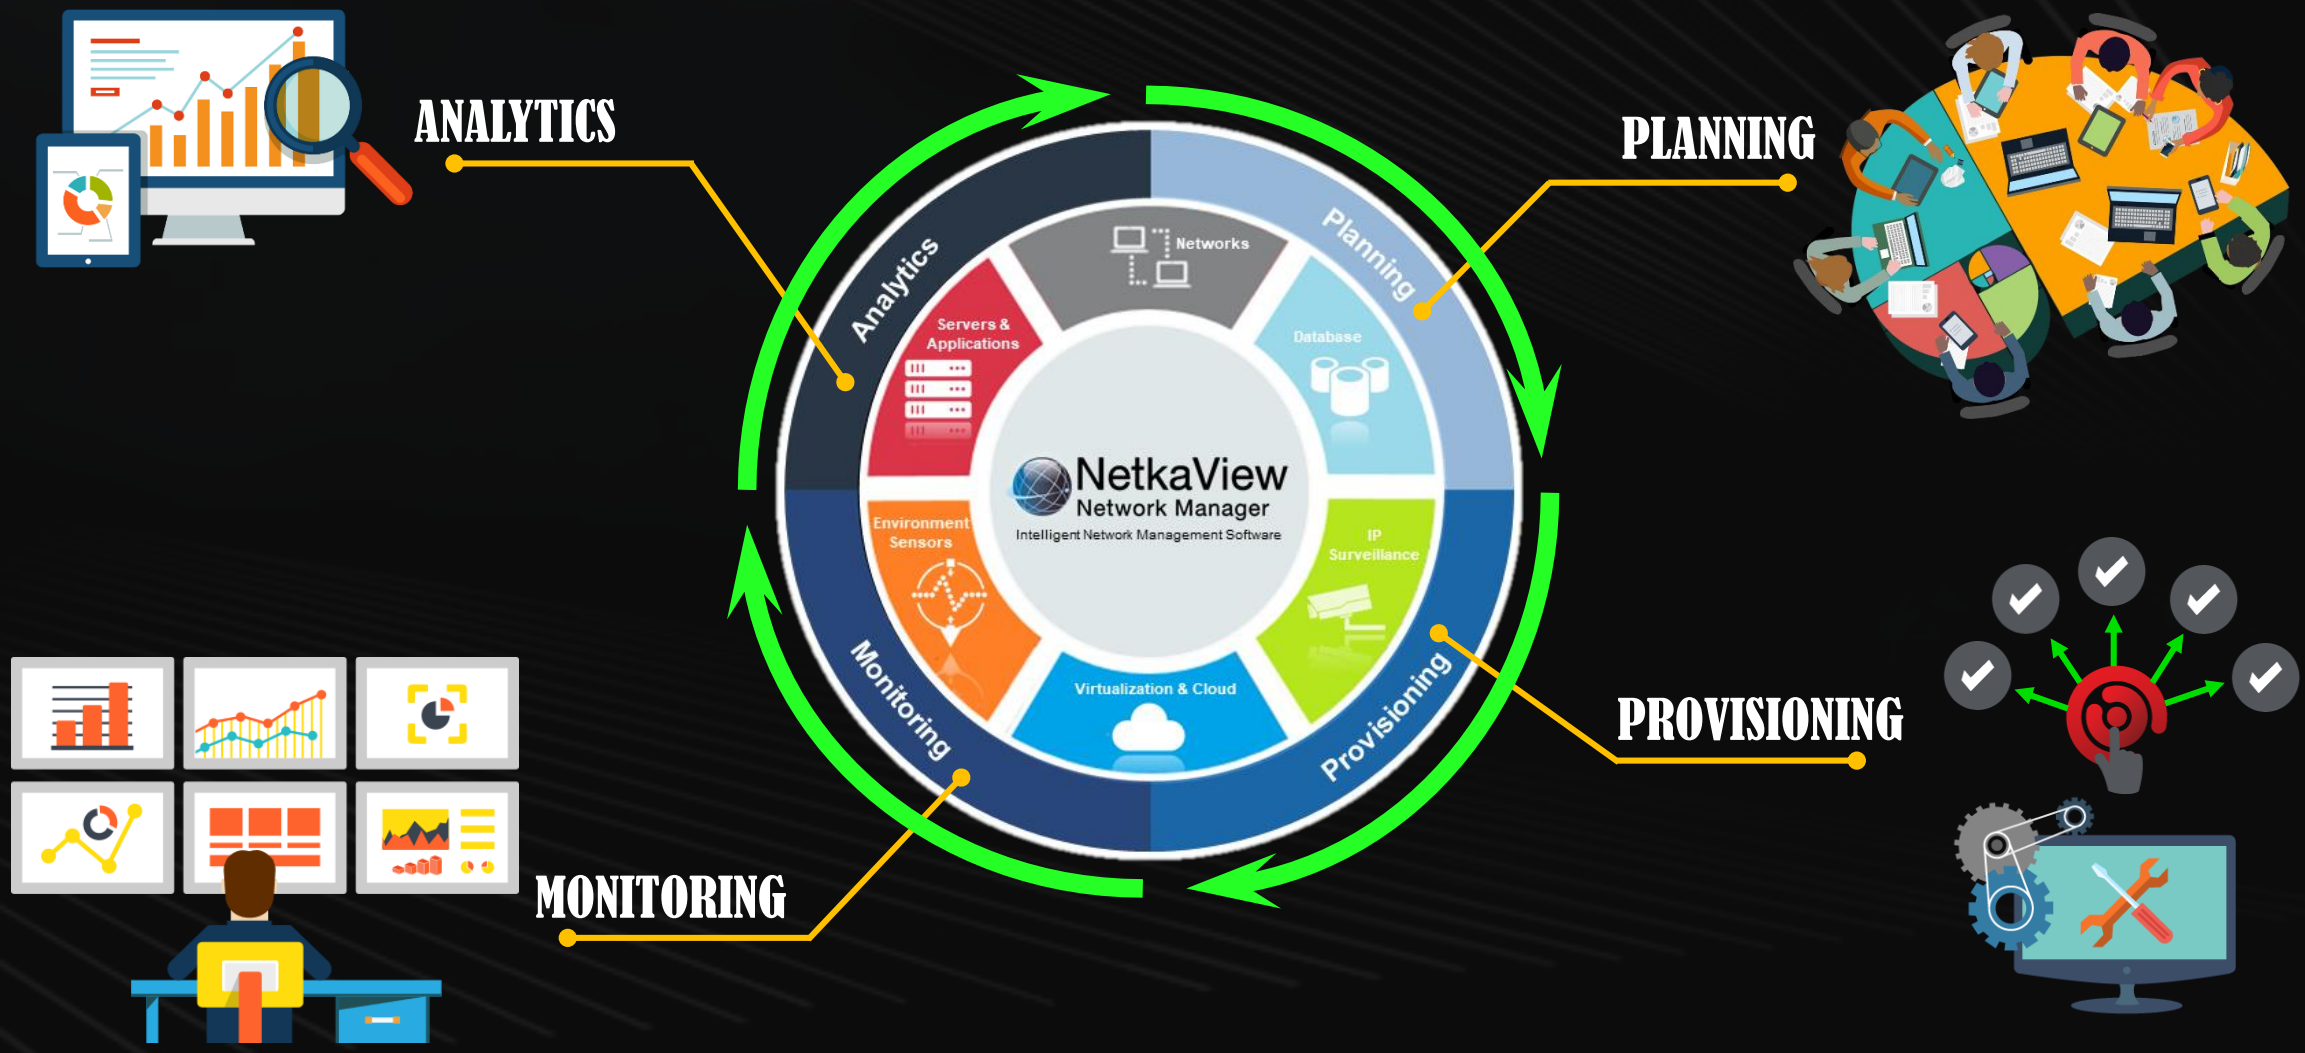 ANALYTICS
PLANNING
Analytics
Planning
Networks
Servers &
Applications
Database
NetkaView
Network Manager
Intelligent Network Management Software
Environment
Sensors
IP
Surveillance
Virtualization & Cloud
Monitoring
Provisioning
PROVISIONING
MONITORING